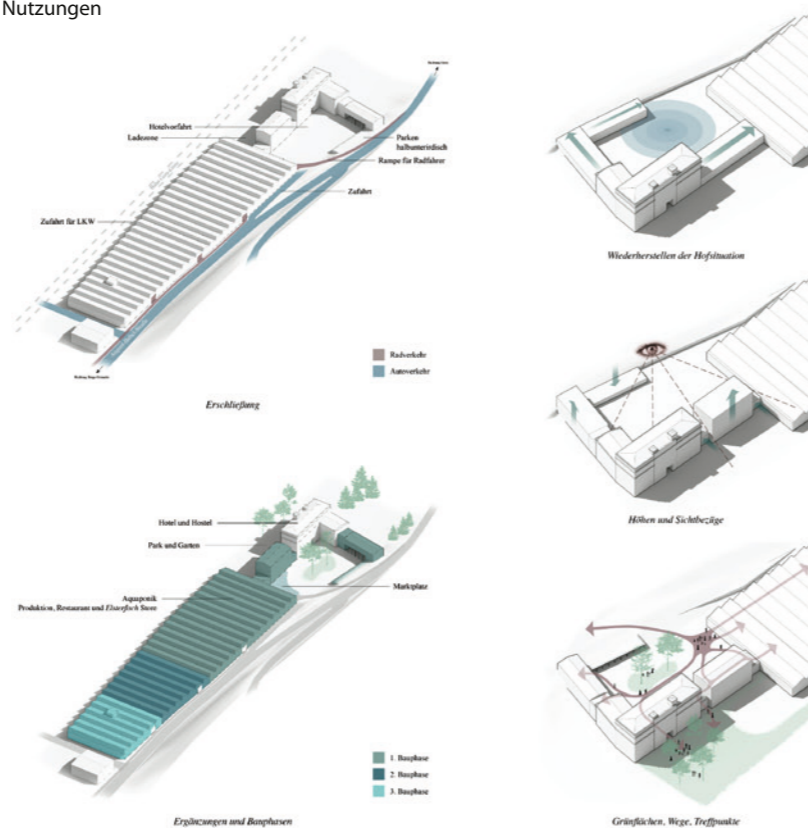 Nutzungen
Hotelvorfahrt
Ladezone
Parken
halbunterirdisch
Rampe für Radfahrer
Zufahrt
Zufahrt für LKW
Radverkehr
Autoverkehr
Erschließung
Wiederherstellen der Hofsituation
Höhen und Sichtbezüge
Hotel und Hostel
Park und Garten
Marktplatz
Aquaponik
Produktion, Restaurant und Elsterfisch Store
1. Bauphase
2. Bauphase
3. Bauphase
Ergänzungen und Bauphasen
Grünflächen, Wege, Treffpunkte